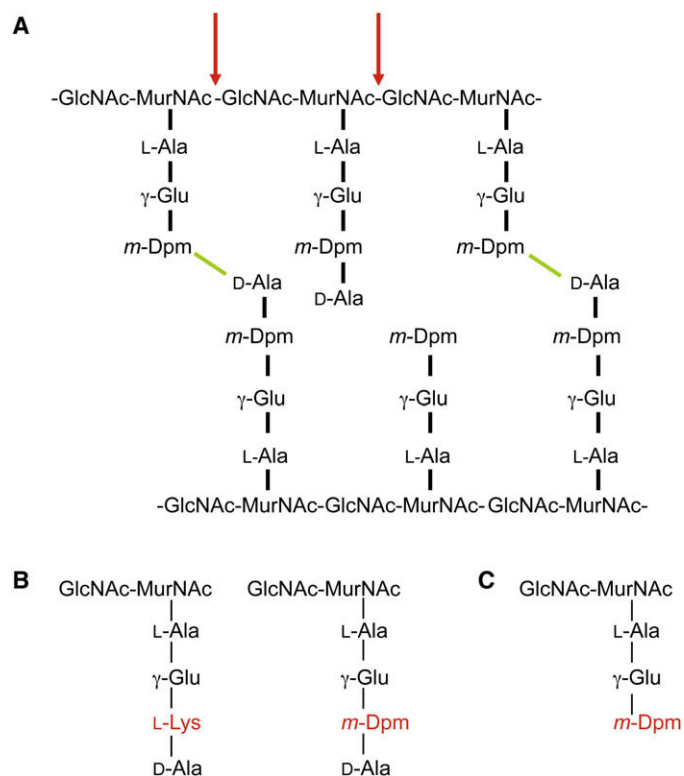 A
-GlcNAc-MurNAc-GlcNAc-MurNAc-GlcNAc-MurNAc-
L-Ala L-Ala L-Ala
γ-Glu γ-Glu γ-Glu
m-Dpm m-Dpm m-Dpm
D-Ala D-Ala D-Ala
m-Dpm m-Dpm m-Dpm
γ-Glu γ-Glu γ-Glu
L-Ala L-Ala L-Ala
-GlcNAc-MurNAc-GlcNAc-MurNAc-GlcNAc-MurNAc-
B C
GlcNAc-MurNAc GlcNAc-MurNAc GlcNAc-MurNAc
L-Ala L-Ala L-Ala
γ-Glu γ-Glu γ-Glu
L-Lys m-Dpm m-Dpm
D-Ala D-Ala